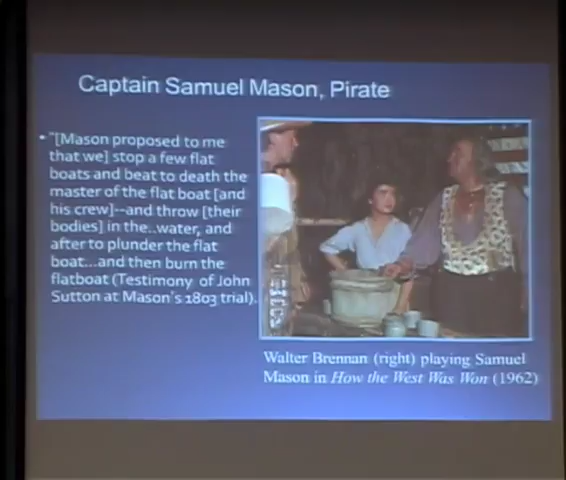 Captain Samuel Mason, Pirate
• "[Mason proposed to me
that we] stop a few flat
boats and beat to death the
master of the flat boat [and
his crew]--and throw [their
bodies] in the..water, and
after to plunder the flat
boat...and then burn the
flatboat (Testimony of John
Sutton at Mason's 1803 trial).
Walter Brennan (right) playing Samuel
Mason in How the West Was Won (1962)